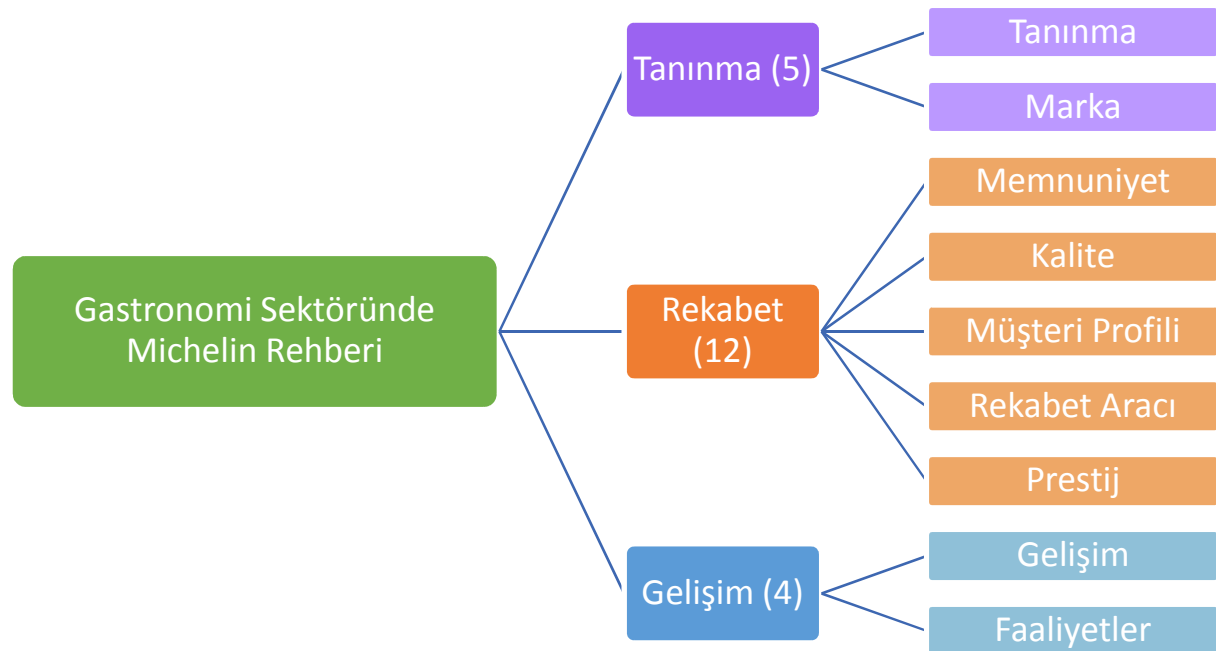 Gastronomi Sektöründe
Michelin Rehberi
Tanınma (5)
Tanınma
Marka
Rekabet
(12)
Memnuniyet
Kalite
Müşteri Profili
Rekabet Aracı
Prestij
Gelişim (4)
Gelişim
Faaliyetler